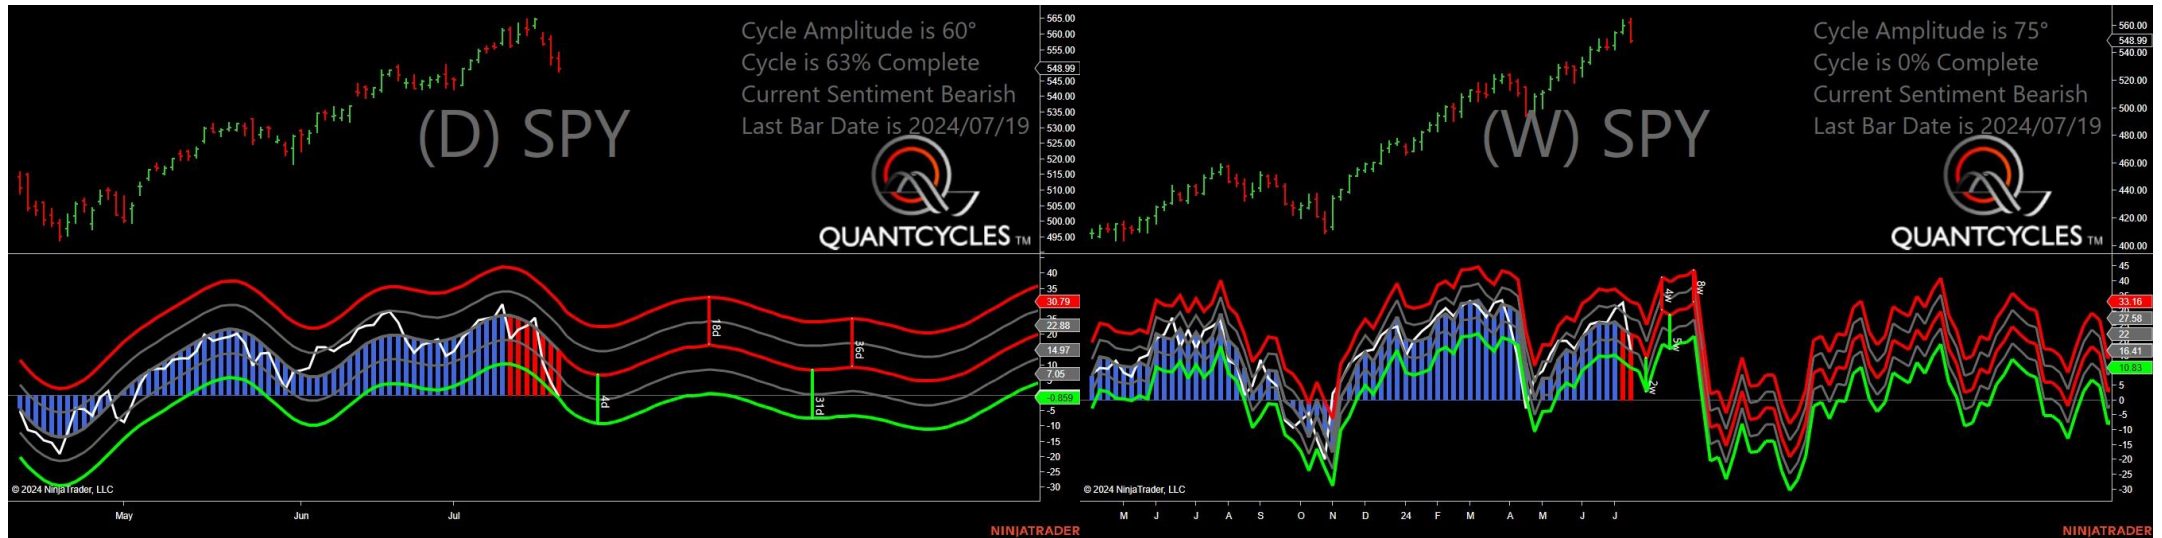 Cycle Amplitude is 60°
Cycle is 63% Complete
Current Sentiment Bearish
Last Bar Date is 2024/07/19
(D) SPY
QUANTCYCLES TM
565.00
560.00
555.00
548.99
545.00
540.00
535.00
530.00
525.00
520.00
515.00
510.00
505.00
500.00
495.00
40
35
30.79
22.88
20
14.97
7.05
-0.859
-5
-10
-15
-20
-25
-30
18d
36d
4d
31d
© 2024 NinjaTrader, LLC
May
Jun
Jul
NINJATRADER
Cycle Amplitude is 75°
Cycle is 0% Complete
Current Sentiment Bearish
Last Bar Date is 2024/07/19
(W) SPY
QUANTCYCLES TM
560.00
548.99
540.00
520.00
500.00
480.00
460.00
440.00
420.00
400.00
45
40
35
33.16
27.58
22
16.41
10.83
5
0
-5
-10
-15
-20
-25
-30
4w
8w
5w
2w
© 2024 NinjaTrader, LLC
M
J
J
A
S
O
N
D
24
F
M
A
M
J
J
NINJATRADER